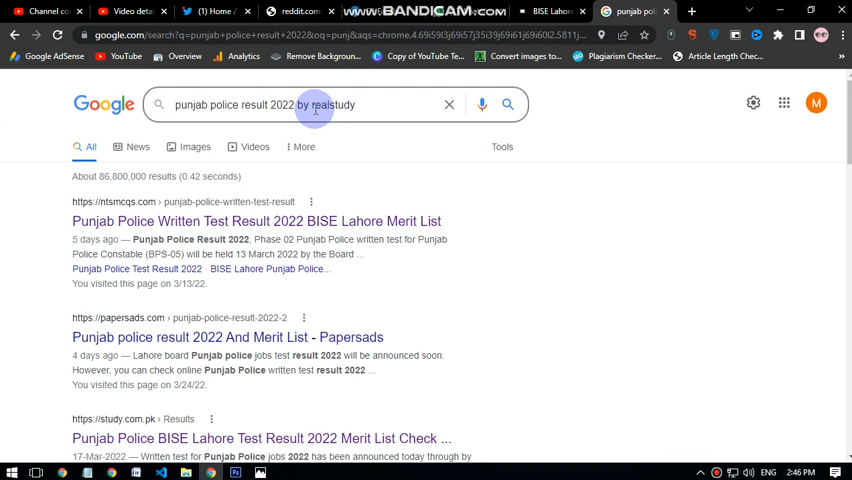 Channel co
Video detai
(1) Home /
reddit.com
WWW.BANDICAM.COM
BISE Lahore
punjab pol
google.com/search?q=punjab+police+result+2022&oq=punj&aqs=chrome.4.69i59l3j69i57j35i39j69i61j69i60l2.5811j...
Google AdSense
YouTube
Overview
Analytics
Random Backgroun...
Copy of YouTube Te...
Convert images to...
Plagiarism Checker...
Article Length Chec...
Google
punjab police result 2022 by realstudy
M
All
News
Images
Videos
More
Tools
About 86,800,000 results (0.42 seconds)
https://ntsmcqs.com › punjab-police-written-test-result
Punjab Police Written Test Result 2022 BISE Lahore Merit List
5 days ago — Punjab Police Result 2022, Phase 02 Punjab Police written test for Punjab
Police Constable (BPS-05) will be held 13 March 2022 by the Board ...
Punjab Police Test Result 2022 · BISE Lahore Punjab Police...
You visited this page on 3/13/22.
https://papersads.com › punjab-police-result-2022-2
Punjab police result 2022 And Merit List - Papersads
4 days ago — Lahore board Punjab police jobs test result 2022 will be announced soon.
However, you can check online Punjab Police written test result 2022 ...
You visited this page on 3/24/22.
https://study.com.pk › Results
Punjab Police BISE Lahore Test Result 2022 Merit List Check ...
17-Mar-2022 — Written test for Punjab Police jobs 2022 has been announced today through by
ENG
2:46 PM